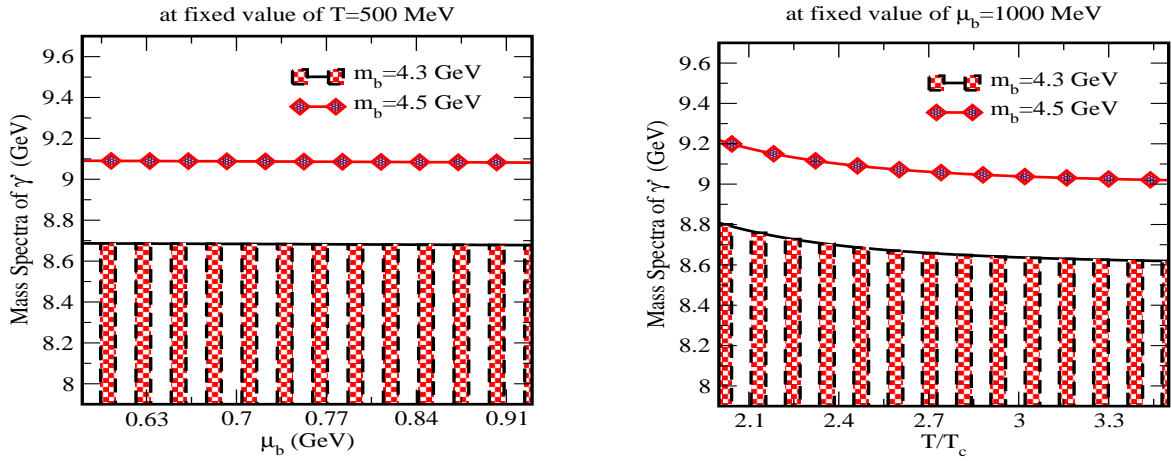 at fixed value of T=500 MeV
9.6
9.4
9.2
9
8.8
8.6
8.4
8.2
8
Mass Spectra of γ' (GeV)
m_b=4.3 GeV
m_b=4.5 GeV
0.63 0.7 0.77 0.84 0.91
μ_b (GeV)
at fixed value of μ_b=1000 MeV
9.6
9.4
9.2
9
8.8
8.6
8.4
8.2
8
Mass Spectra of γ' (GeV)
m_b=4.3 GeV
m_b=4.5 GeV
2.1 2.4 2.7 3 3.3
T/T_c